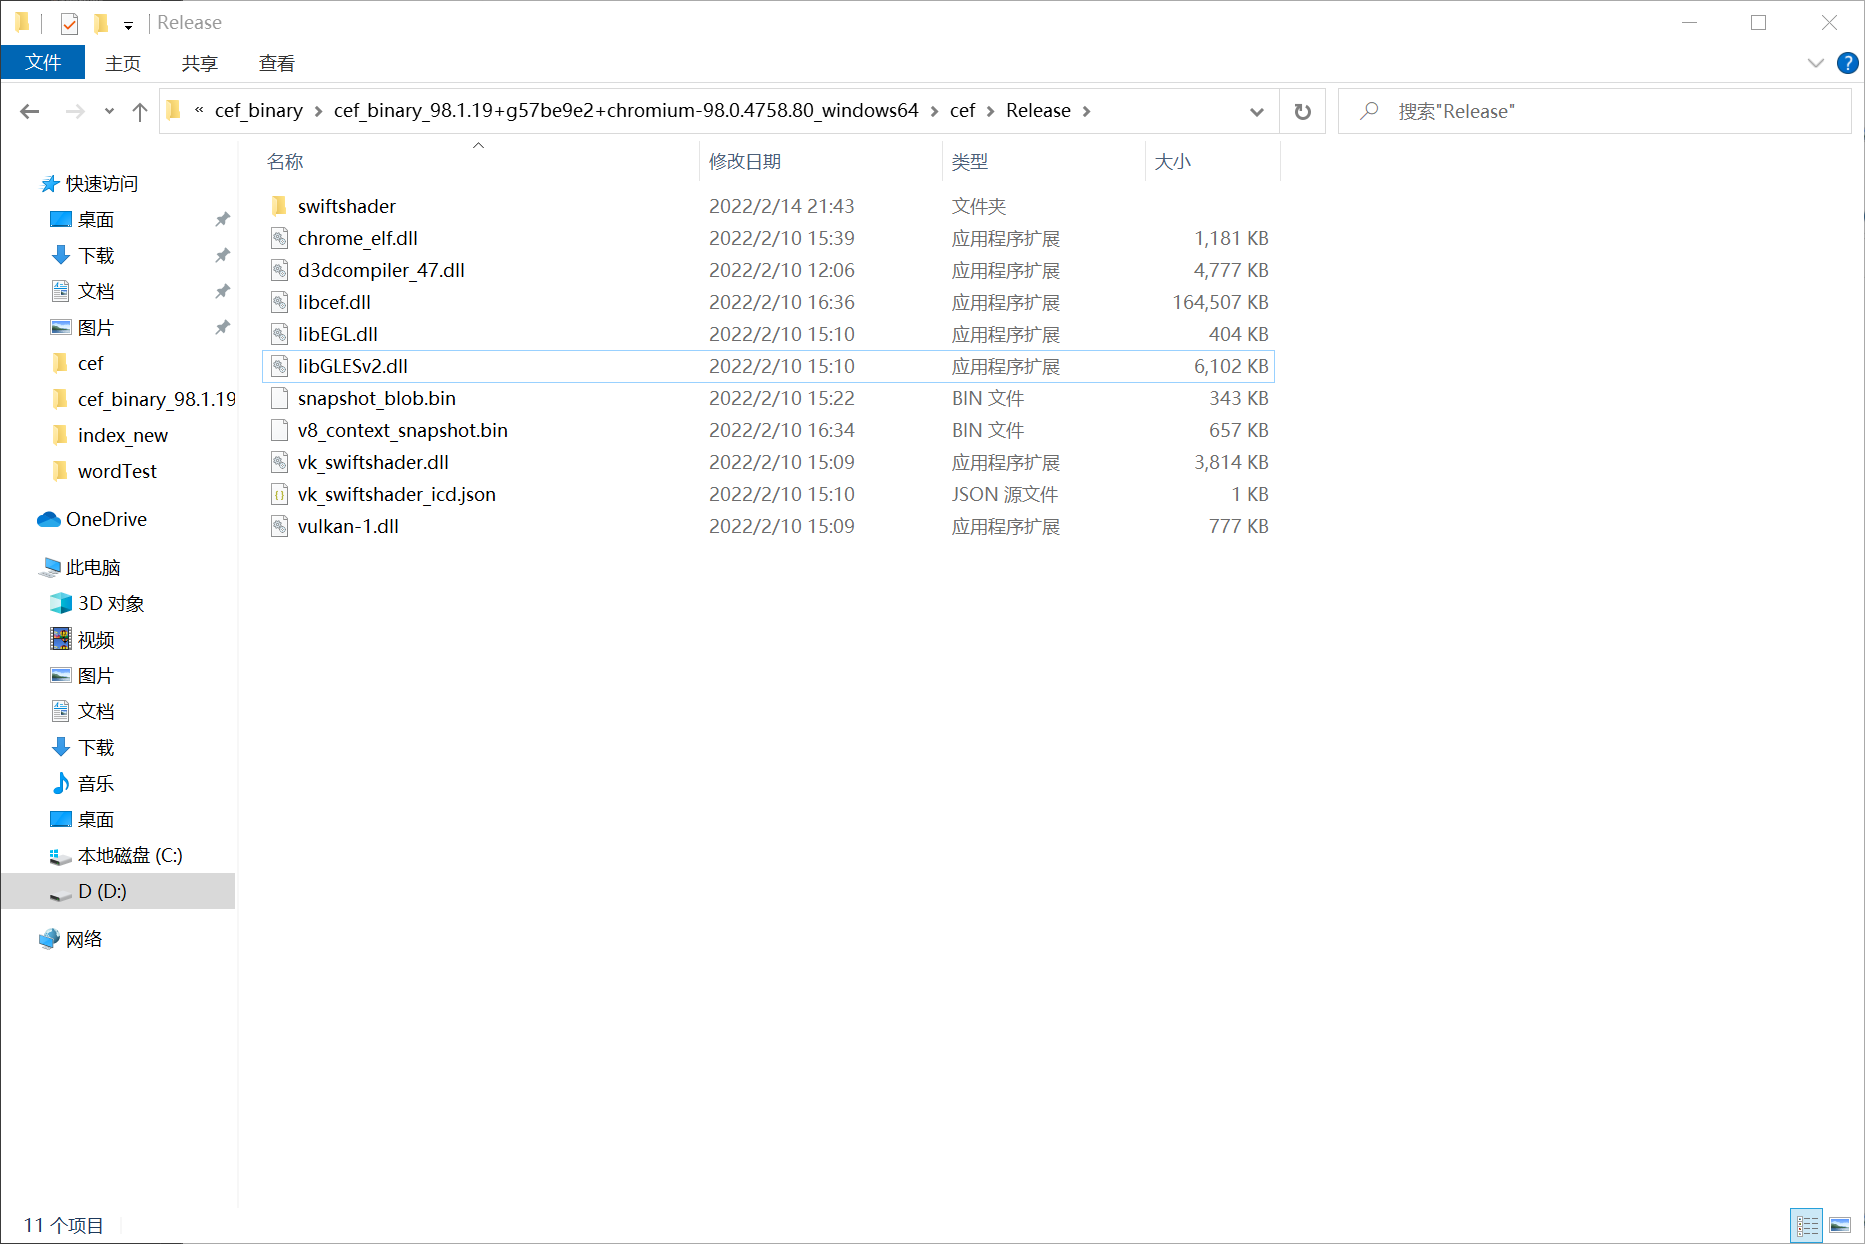 Release
文件 主页 共享 查看
« cef_binary cef_binary_98.1.19+g57be9e2+chromium-98.0.4758.80_windows64 cef Release 搜索"Release"
名称 修改日期 类型 大小
快速访问
桌面
下载
文档
图片
cef
cef_binary_98.1.19
index_new
wordTest
OneDrive
此电脑
3D 对象
视频
图片
文档
下载
音乐
桌面
本地磁盘 (C:)
D (D:)
网络
swiftshader 2022/2/14 21:43 文件夹
chrome_elf.dll 2022/2/10 15:39 应用程序扩展 1,181 KB
d3dcompiler_47.dll 2022/2/10 12:06 应用程序扩展 4,777 KB
libcef.dll 2022/2/10 16:36 应用程序扩展 164,507 KB
libEGL.dll 2022/2/10 15:10 应用程序扩展 404 KB
libGLESv2.dll 2022/2/10 15:10 应用程序扩展 6,102 KB
snapshot_blob.bin 2022/2/10 15:22 BIN 文件 343 KB
v8_context_snapshot.bin 2022/2/10 16:34 BIN 文件 657 KB
vk_swiftshader.dll 2022/2/10 15:09 应用程序扩展 3,814 KB
vk_swiftshader_icd.json 2022/2/10 15:10 JSON 源文件 1 KB
vulkan-1.dll 2022/2/10 15:09 应用程序扩展 777 KB
11 个项目